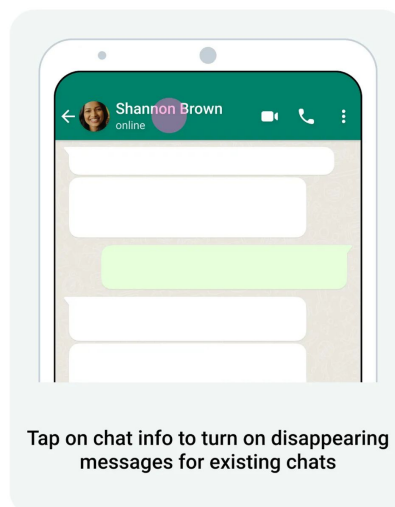 Shannon Brown
online
Tap on chat info to turn on disappearing
messages for existing chats